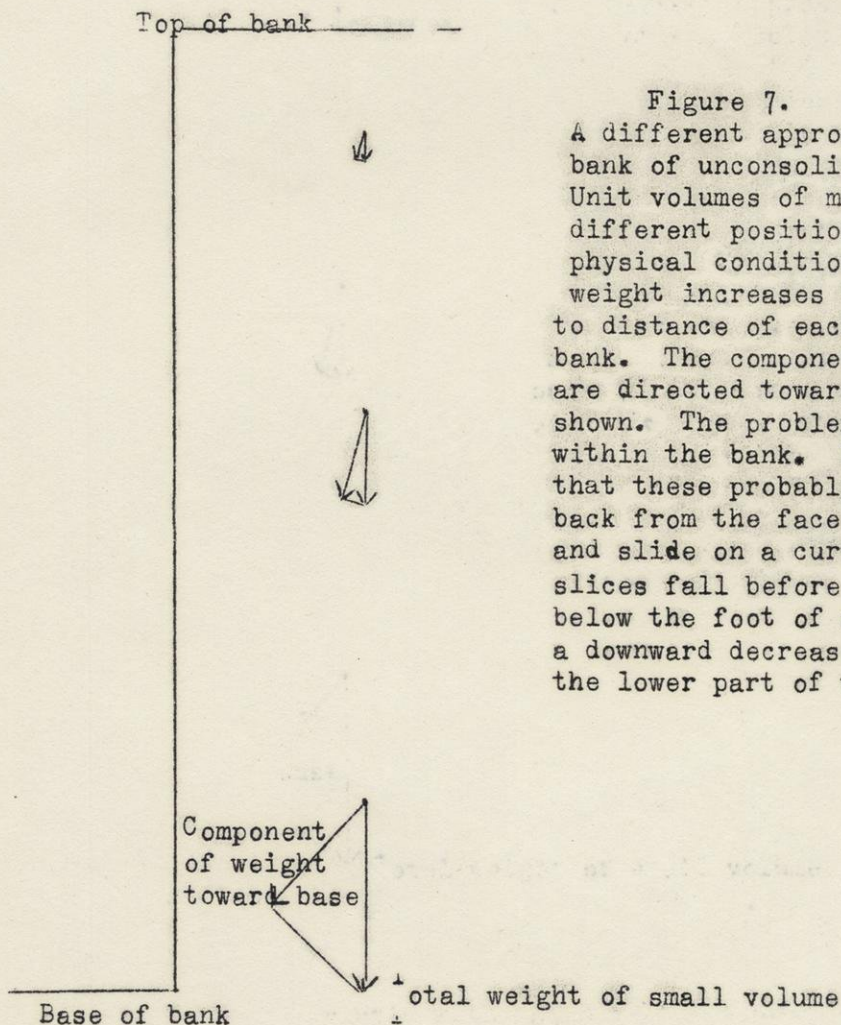 Top of bank
Figure 7.
A different appro
bank of unconsoli
Unit volumes of m
different positio
physical conditio
weight increases
to distance of eac
bank. The compone
are directed towar
shown. The proble
within the bank.
that these probabl
back from the face
and slide on a cur
slices fall before
below the foot of
a downward decreas
the lower part of
Component
of weight
toward base
Total weight of small volume
Base of bank